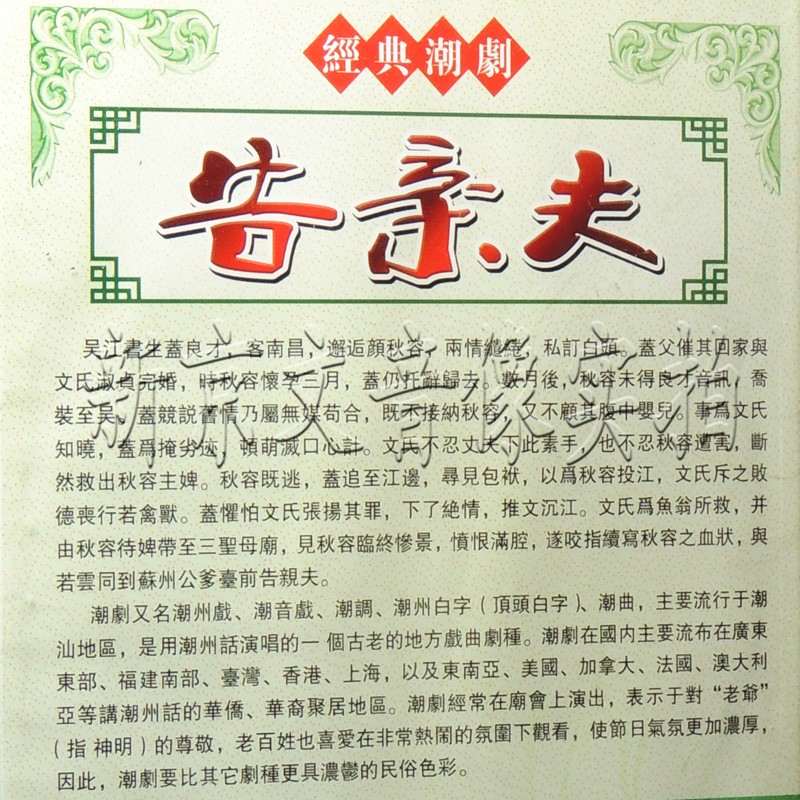 經典潮劇
告亲夫
吴江書生蓋良才，客南昌，邂逅顔秋容，兩情繾綣，私訂白頭。蓋父催其回家與
文氏淑貞完婚，時秋容懷孕三月，蓋仍托辭歸去。數月後，秋容未得良才音訊，喬
裝至吴，蓋競説舊情乃屬無媒苟合，既不接納秋容，又不顧其腹中嬰兒。事爲文氏
知曉，蓋爲掩劣迹，頓萌滅口心計。文氏不忍丈夫下此素手，也不忍秋容遭害，斷
然救出秋容主婢。秋容既逃，蓋追至江邊，尋見包袱，以爲秋容投江，文氏斥之敗
德喪行若禽獸。蓋懼怕文氏張揚其罪，下了絶情，推文沉江。文氏爲魚翁所救，并
由秋容待婢帶至三聖母廟，見秋容臨終慘景，憤恨滿腔，遂咬指續寫秋容之血狀，與
若雲同到蘇州公爹臺前告親夫。
潮劇又名潮州戲、潮音戲、潮調、潮州白字（頂頭白字）、潮曲，主要流行于潮
汕地區，是用潮州話演唱的一個古老的地方戲曲劇種。潮劇在國内主要流布在廣東
東部、福建南部、臺灣、香港、上海，以及東南亞、美國、加拿大、法國、澳大利
亞等講潮州話的華僑、華裔聚居地區。潮劇經常在廟會上演出，表示于對“老爺”
（指神明）的尊敬，老百姓也喜愛在非常熱鬧的氛圍下觀看，使節日氣氛更加濃厚，
因此，潮劇要比其它劇種更具濃鬱的民俗色彩。
新京文音像实拍